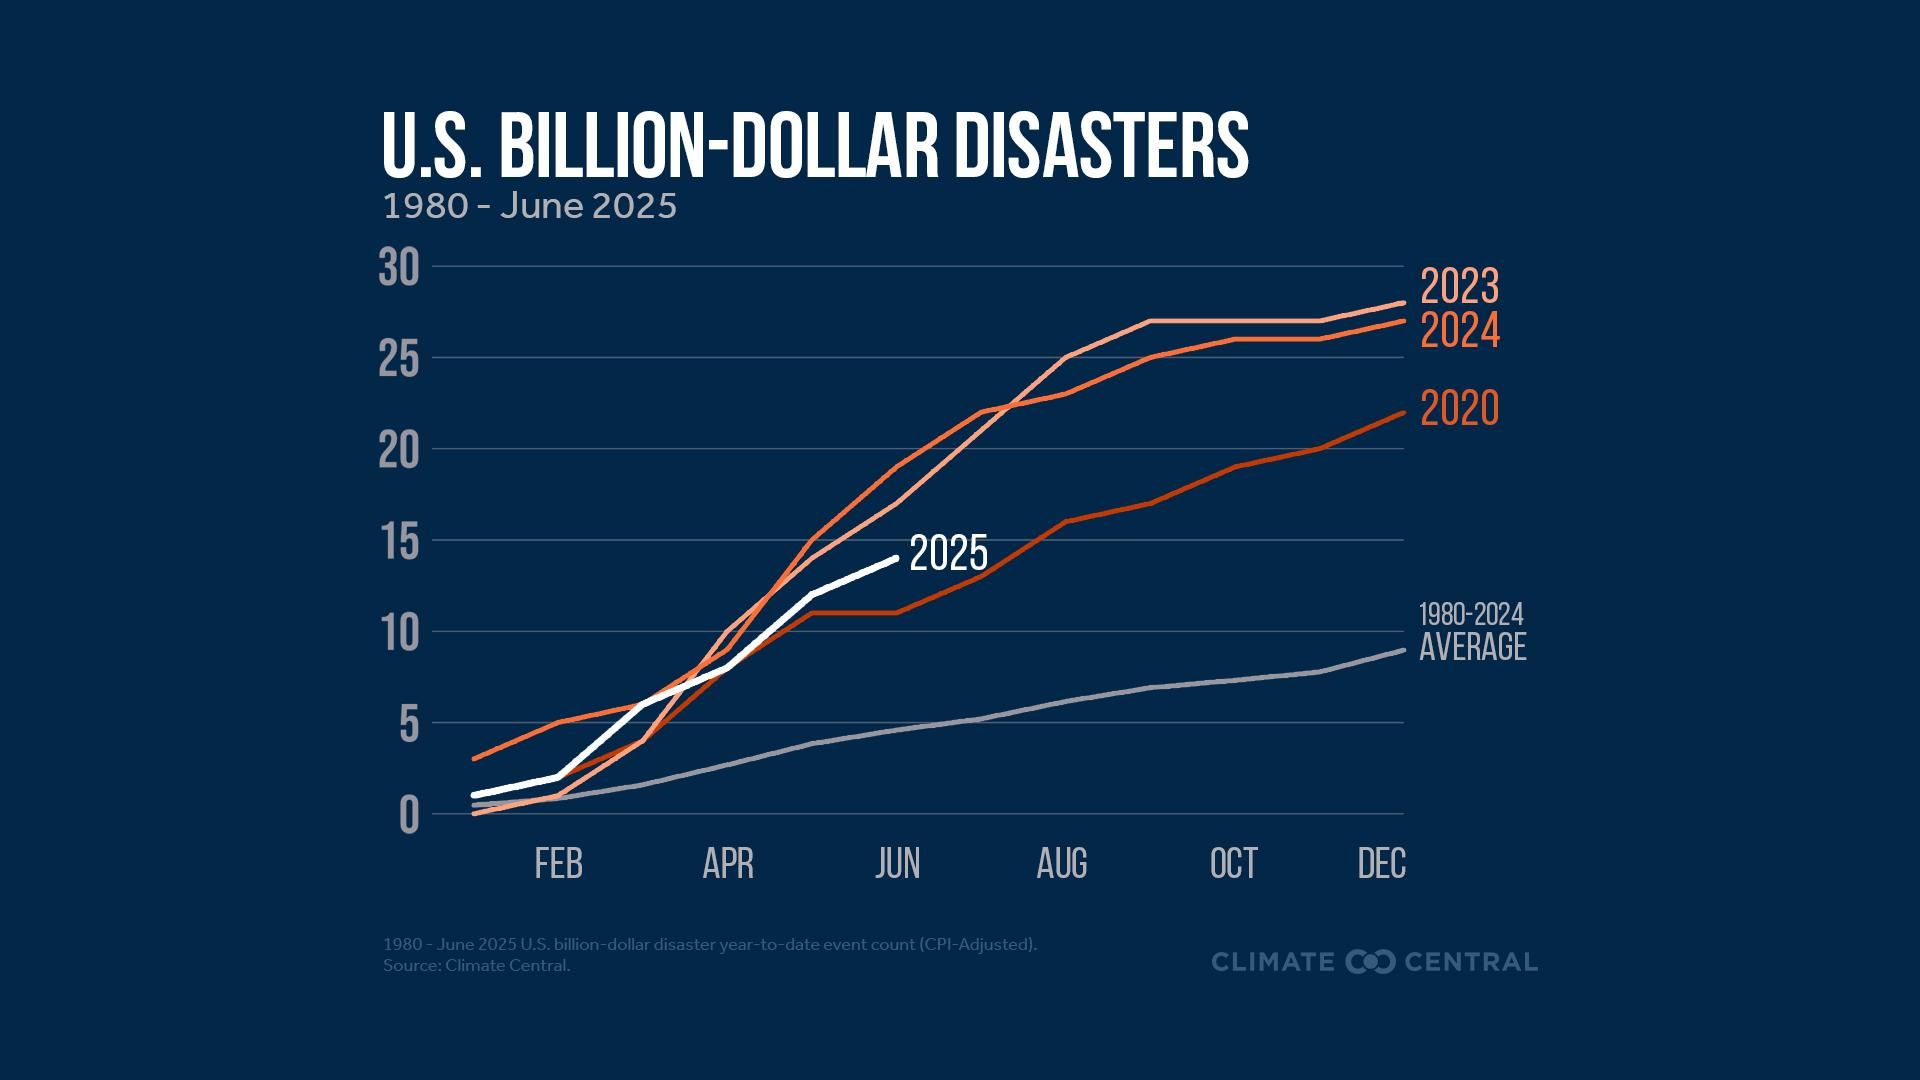 U.S. BILLION-DOLLAR DISASTERS
1980 - June 2025
30
25
20
15
10
5
0
2023
2024
2020
2025
1980-2024
AVERAGE
FEB APR JUN AUG OCT DEC
1980 - June 2025 U.S. billion-dollar disaster year-to-date event count (CPI-Adjusted).
Source: Climate Central.
CLIMATE CENTRAL